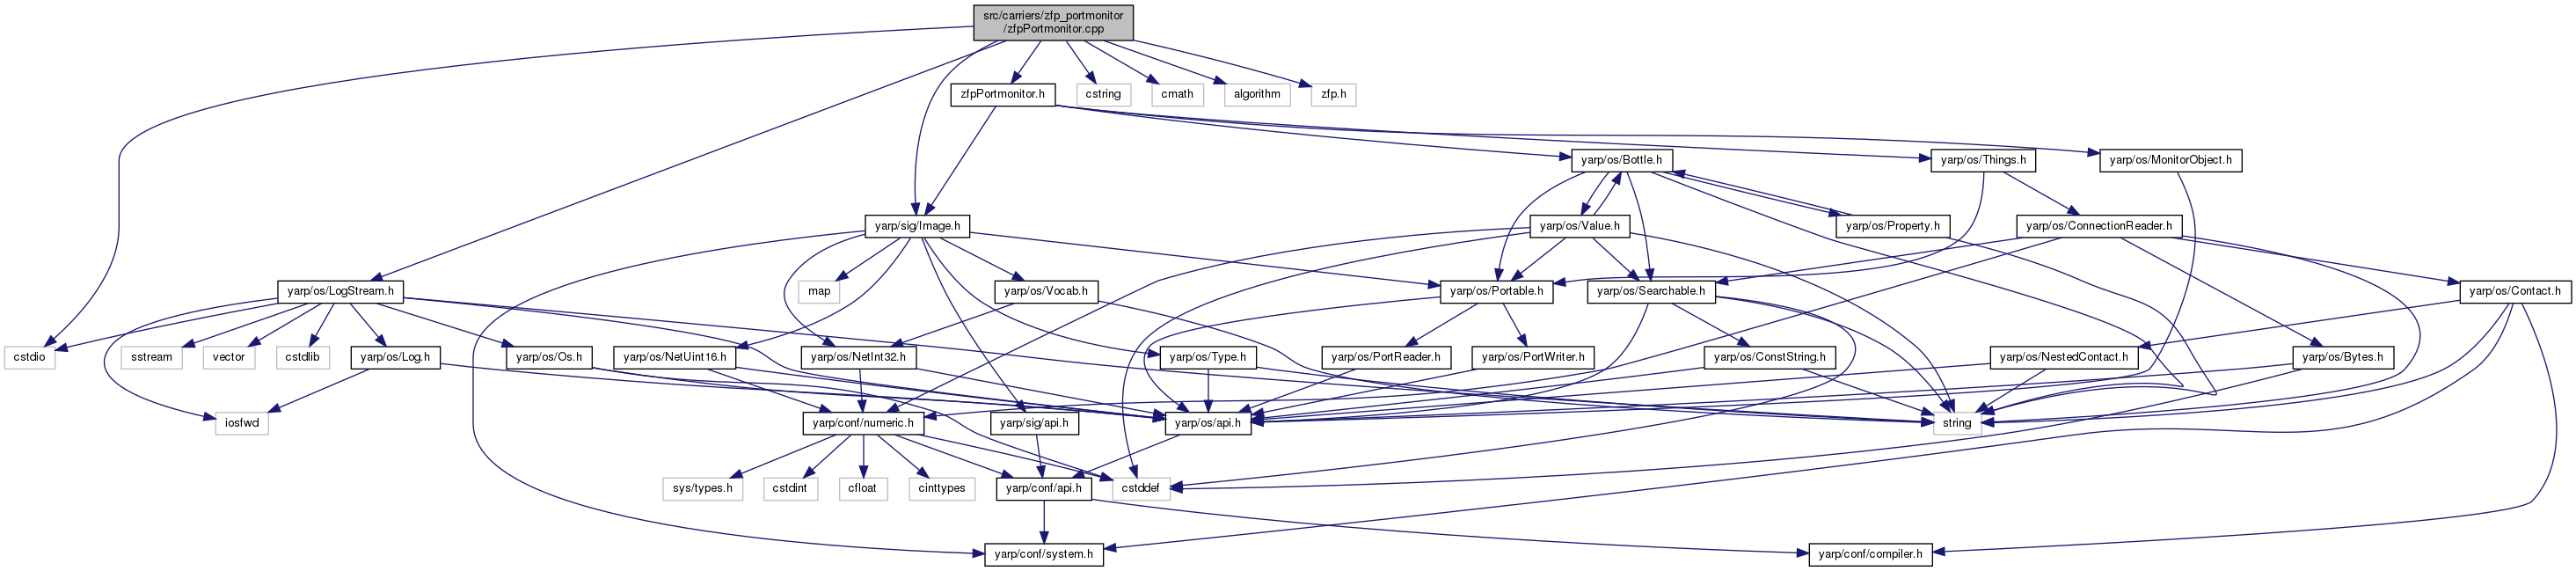 src/carriers/zfp_portmonitor
/zfpPortmonitor.cpp
zfpPortmonitor.h
cstring
cmath
algorithm
zfp.h
yarp/os/Bottle.h
yarp/os/Things.h
yarp/os/MonitorObject.h
yarp/sig/Image.h
yarp/os/Value.h
yarp/os/Property.h
yarp/os/ConnectionReader.h
yarp/os/LogStream.h
map
yarp/os/Vocab.h
yarp/os/Portable.h
yarp/os/Searchable.h
yarp/os/Contact.h
cstdio
sstream
vector
cstdlib
yarp/os/Log.h
yarp/os/Os.h
yarp/os/NetUint16.h
yarp/os/NetInt32.h
yarp/os/Type.h
yarp/os/PortReader.h
yarp/os/PortWriter.h
yarp/os/ConstString.h
yarp/os/NestedContact.h
yarp/os/Bytes.h
iosfwd
yarp/conf/numeric.h
yarp/sig/api.h
yarp/os/api.h
string
sys/types.h
cstdint
cfloat
cinttypes
yarp/conf/api.h
cstddef
yarp/conf/system.h
yarp/conf/compiler.h